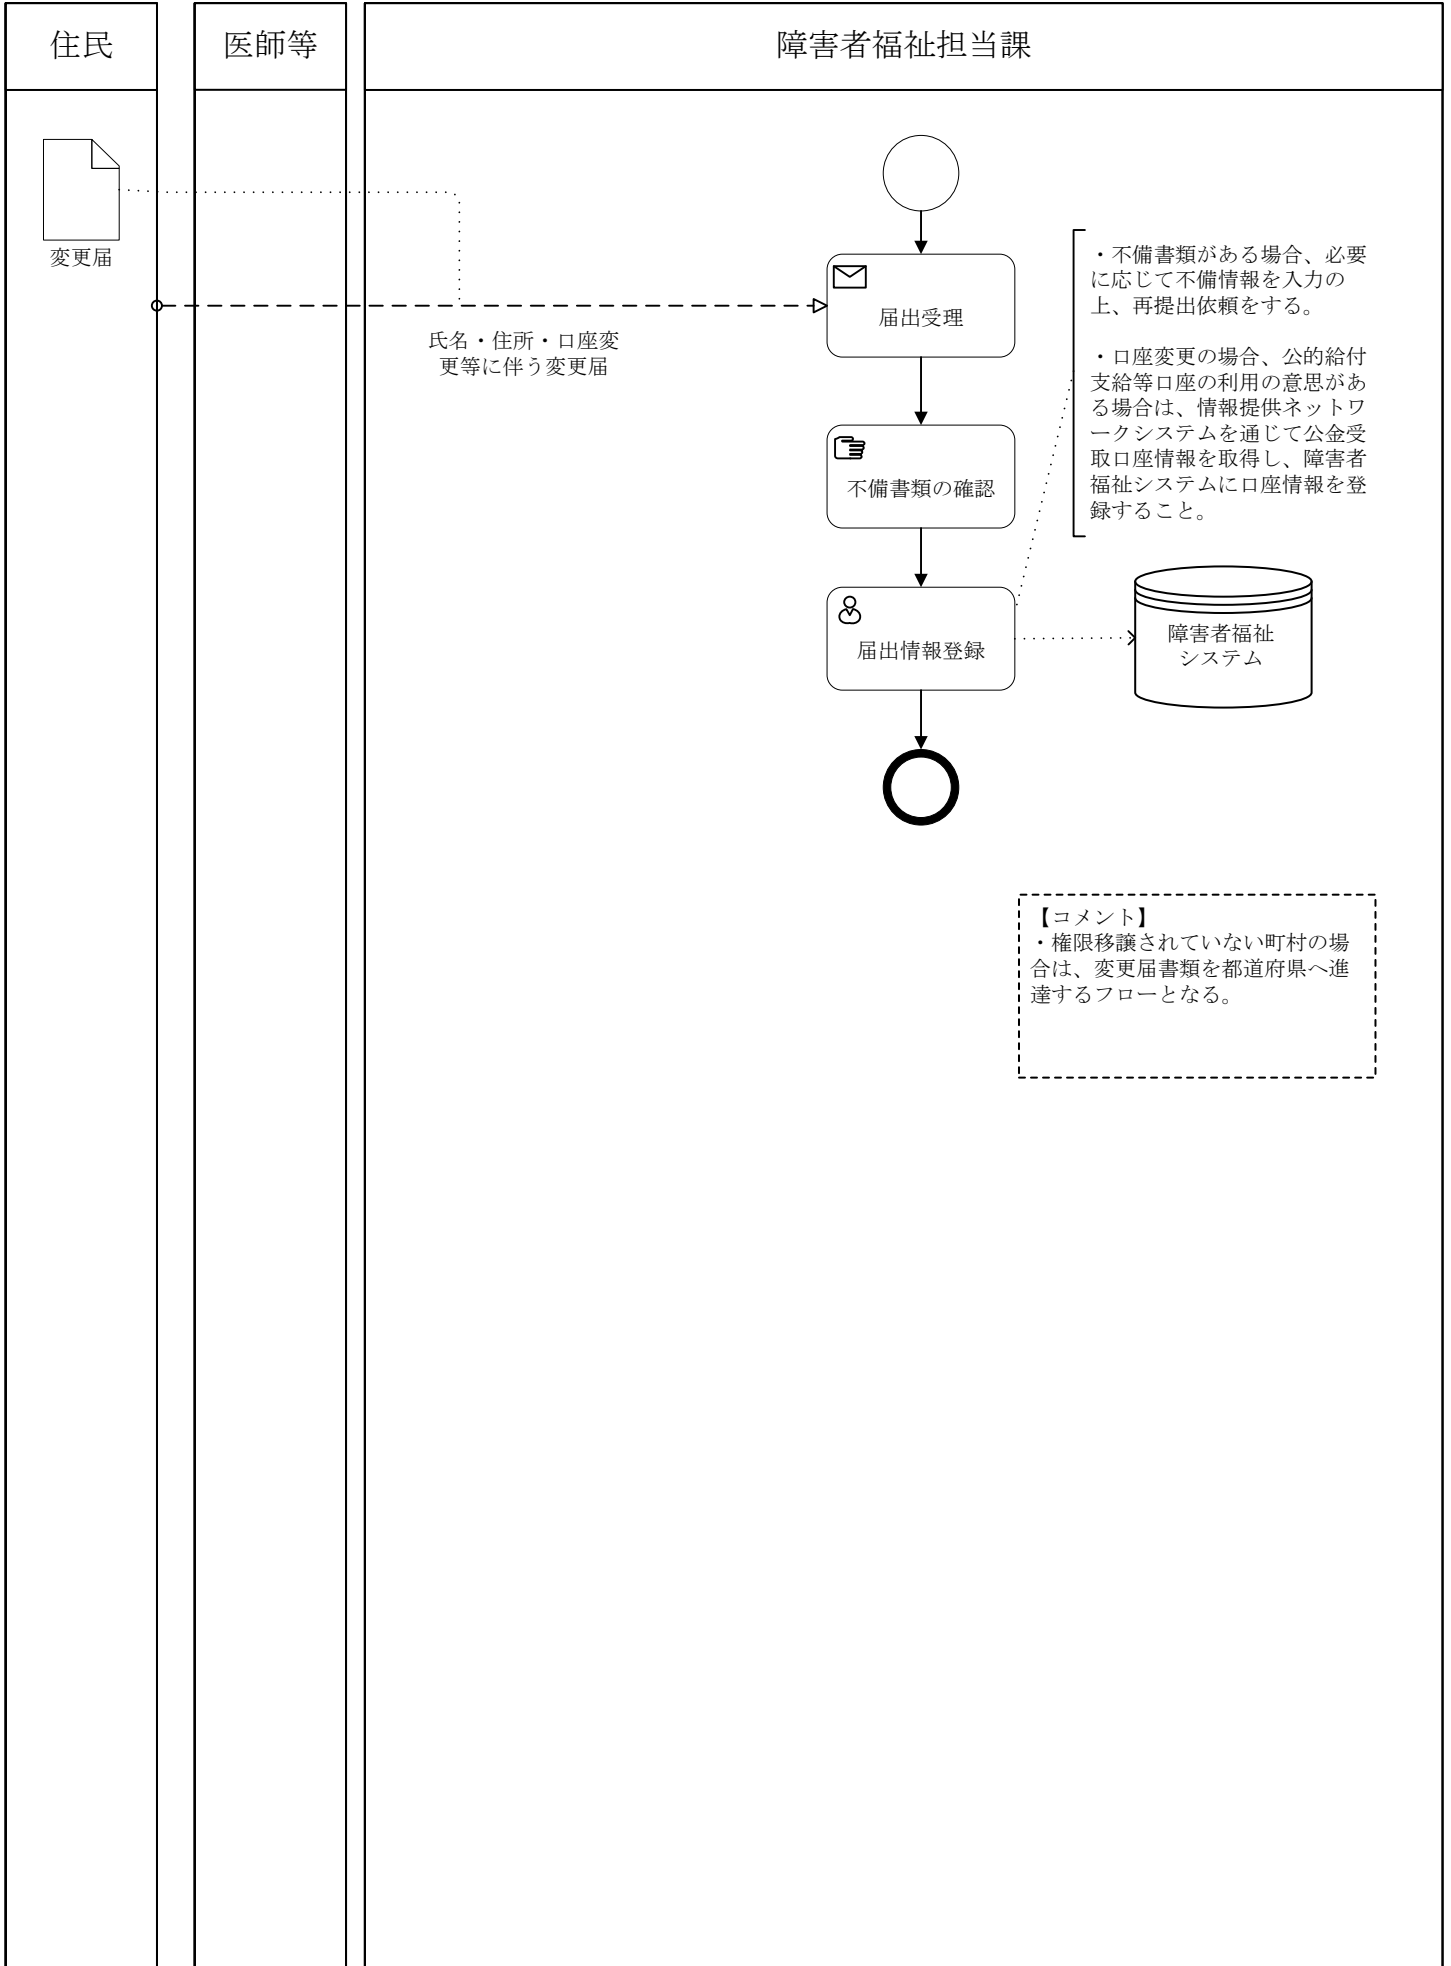 住民
医師等
障害者福祉担当課
変更届
氏名・住所・口座変
更等に伴う変更届
届出受理
不備書類の確認
届出情報登録
・不備書類がある場合、必要
に応じて不備情報を入力の
上、再提出依頼をする。
・口座変更の場合、公的給付
支給等口座の利用の意思があ
る場合は、情報提供ネットワ
ークシステムを通じて公金受
取口座情報を取得し、障害者
福祉システムに口座情報を登
録すること。
障害者福祉
システム
【コメント】
・権限移譲されていない町村の場
合は、変更届書類を都道府県へ進
達するフローとなる。